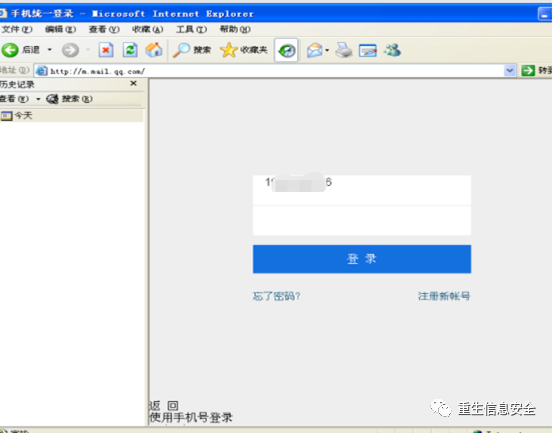 手机统一登录 - Microsoft Internet Explorer
文件(F) 编辑(E) 查看(V) 收藏(A) 工具(T) 帮助(H)
后退 搜索 收藏夹
地址(D) http://m.mail.qq.com/ 转到
历史记录
查看(Y) 搜索(S)
今天
19 6
登 录
忘了密码? 注册新帐号
返 回
使用手机号登录
重生信息安全